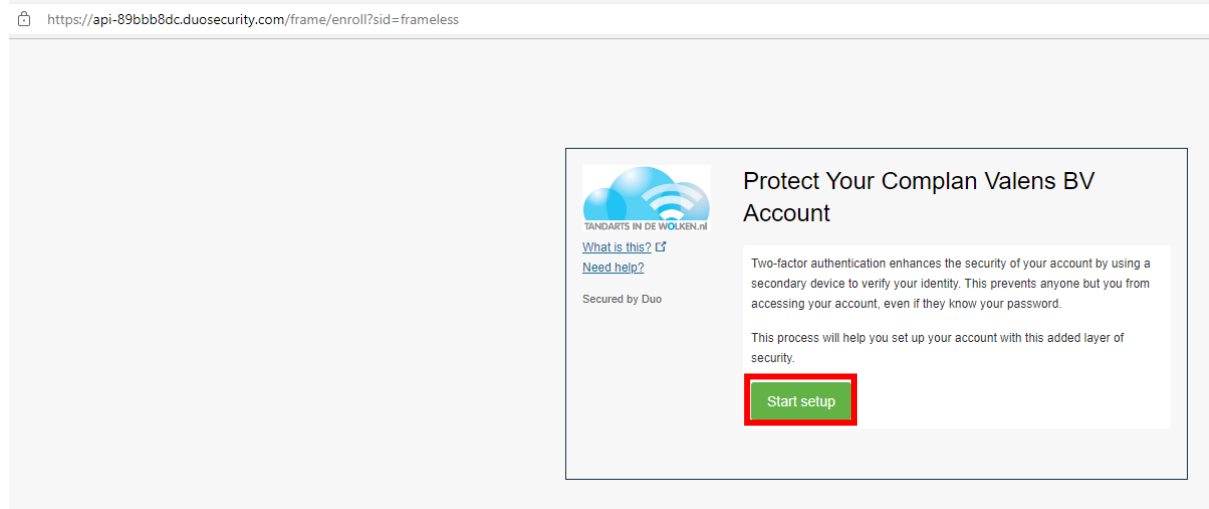 https://api-89bbb8dc.duosecurity.com/frame/enroll?sid=frameless
TANDARTS IN DE WOLKEN.nl
What is this?
Need help?
Secured by Duo
Protect Your Complan Valens BV
Account
Two-factor authentication enhances the security of your account by using a
secondary device to verify your identity. This prevents anyone but you from
accessing your account, even if they know your password.
This process will help you set up your account with this added layer of
security.
Start setup